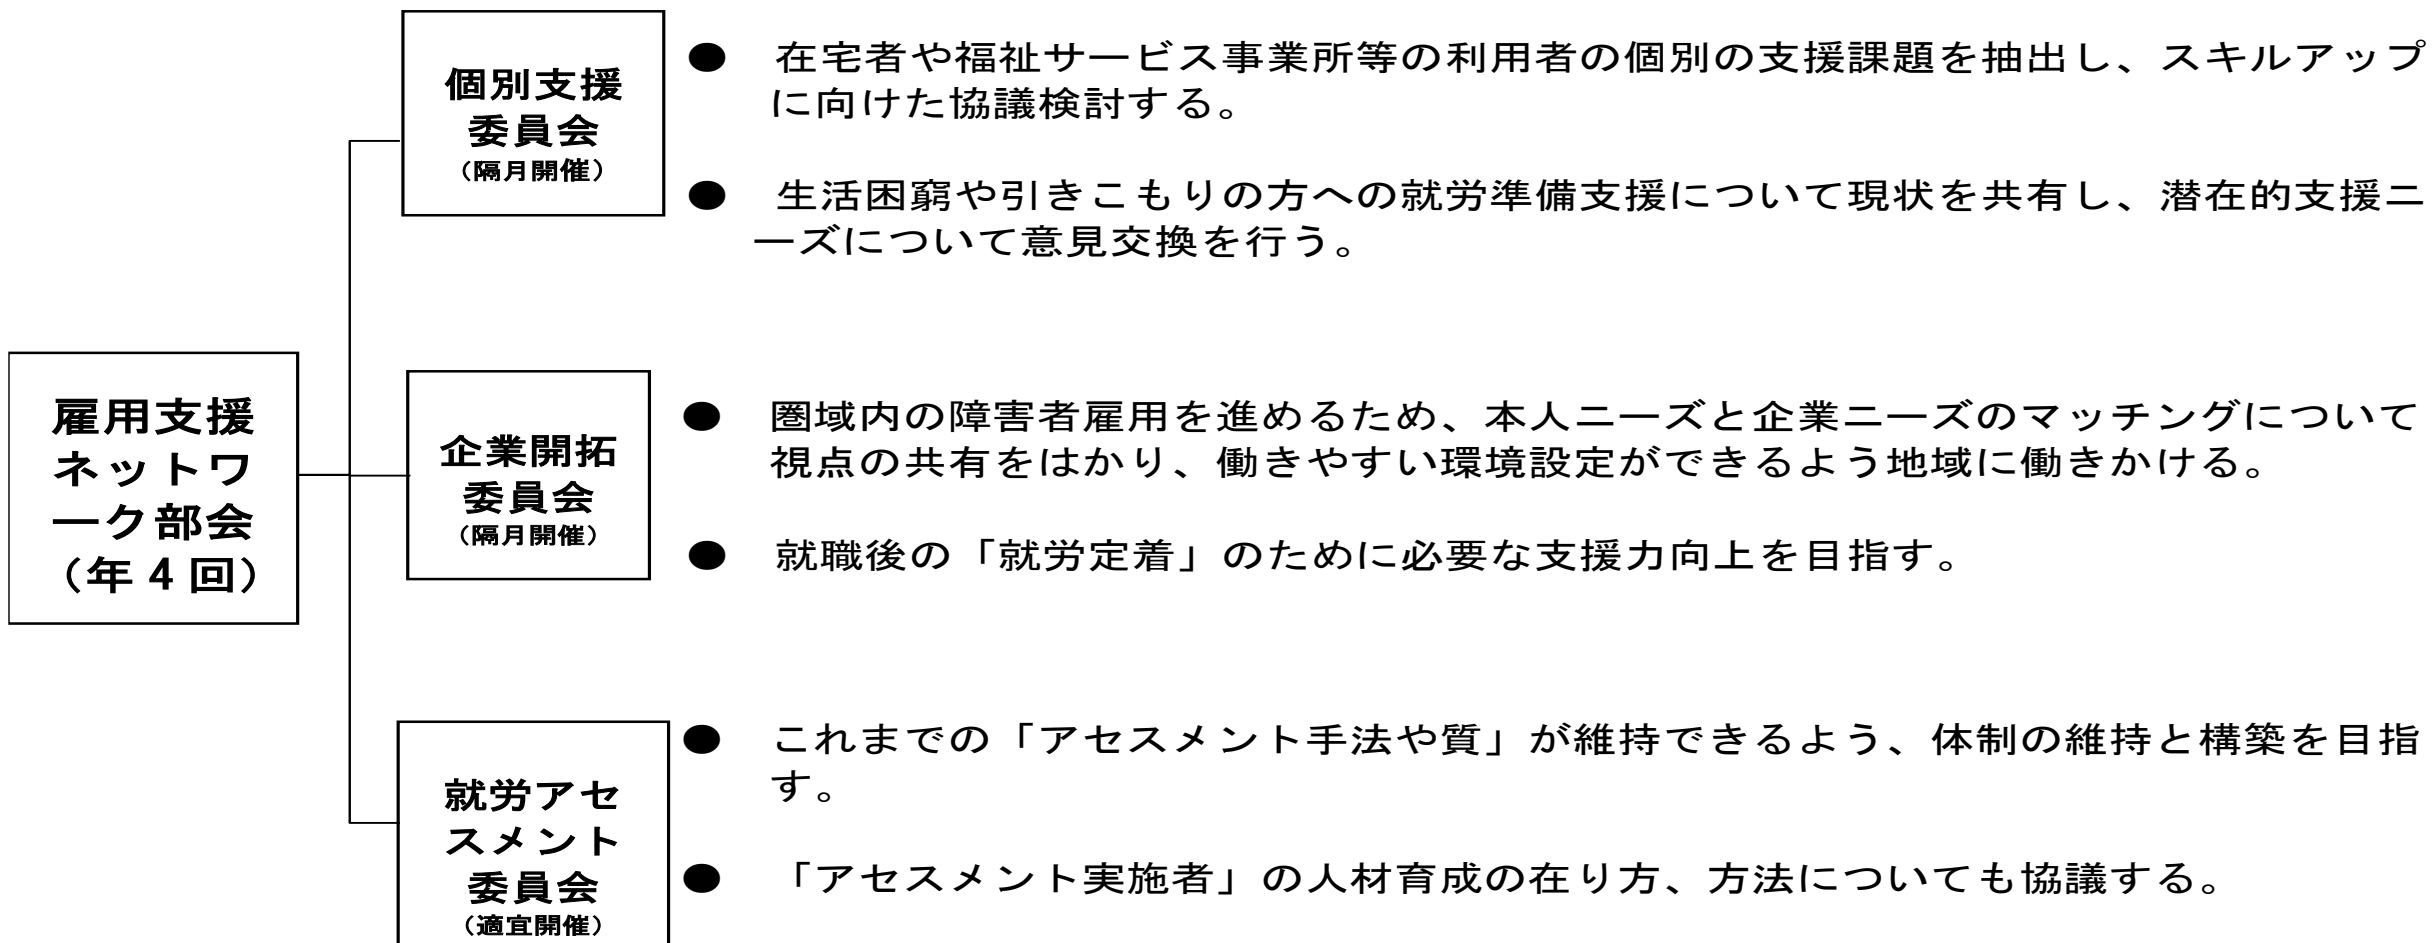 個別支援
委員会
（隔月開催）
● 在宅者や福祉サービス事業所等の利用者の個別の支援課題を抽出し、スキルアップ
に向けた協議検討する。
● 生活困窮や引きこもりの方への就労準備支援について現状を共有し、潜在的支援ニ
ーズについて意見交換を行う。
雇用支援
ネットワ
ーク部会
（年４回）
企業開拓
委員会
（隔月開催）
● 圏域内の障害者雇用を進めるため、本人ニーズと企業ニーズのマッチングについて
視点の共有をはかり、働きやすい環境設定ができるよう地域に働きかける。
● 就職後の「就労定着」のために必要な支援力向上を目指す。
就労アセ
スメント
委員会
（適宜開催）
● これまでの「アセスメント手法や質」が維持できるよう、体制の維持と構築を目指
す。
● 「アセスメント実施者」の人材育成の在り方、方法についても協議する。